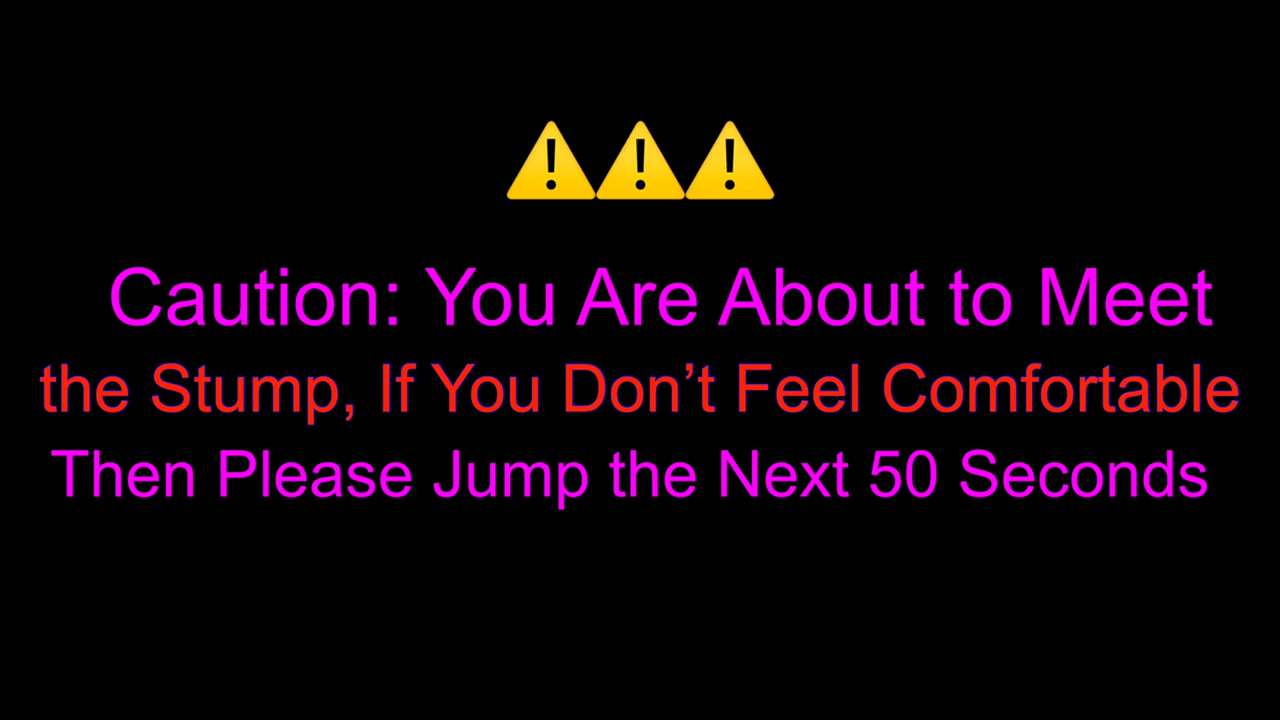 ⚠️⚠️⚠️
Caution: You Are About to Meet
the Stump, If You Don’t Feel Comfortable
Then Please Jump the Next 50 Seconds